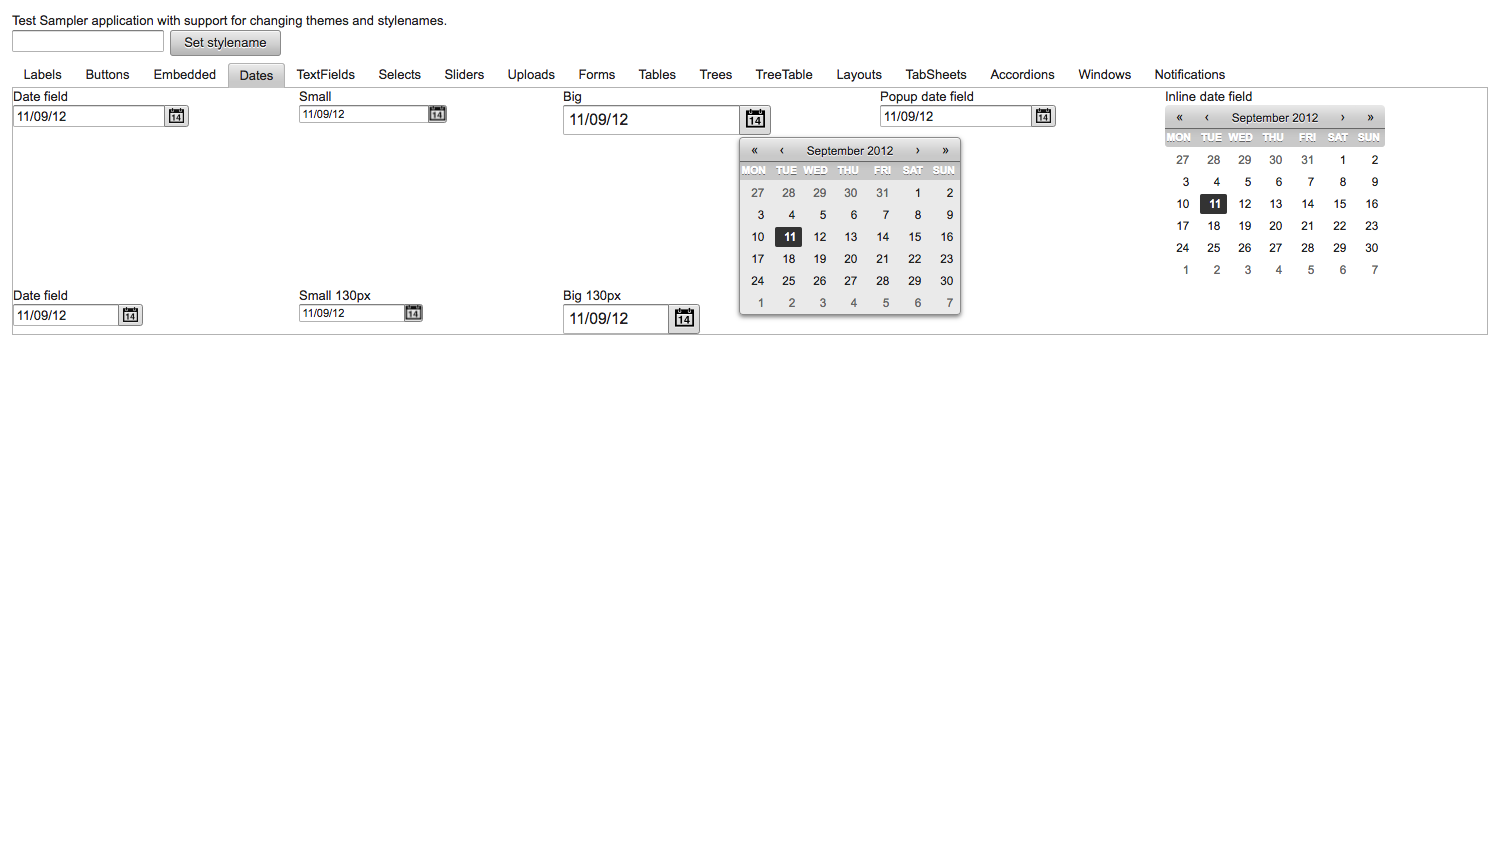 Test Sampler application with support for changing themes and stylenames.
Set stylename
Labels Buttons Embedded Dates TextFields Selects Sliders Uploads Forms Tables Trees TreeTable Layouts TabSheets Accordions Windows Notifications
Date field Small Big Popup date field Inline date field
11/09/12 14 11/09/12 14 11/09/12 14 11/09/12 14
« ‹ September 2012 › »
MON TUE WED THU FRI SAT SUN
27 28 29 30 31 1 2
3 4 5 6 7 8 9
10 11 12 13 14 15 16
17 18 19 20 21 22 23
24 25 26 27 28 29 30
1 2 3 4 5 6 7
« ‹ September 2012 › »
MON TUE WED THU FRI SAT SUN
27 28 29 30 31 1 2
3 4 5 6 7 8 9
10 11 12 13 14 15 16
17 18 19 20 21 22 23
24 25 26 27 28 29 30
1 2 3 4 5 6 7
Date field Small 130px Big 130px
11/09/12 14 11/09/12 14 11/09/12 14